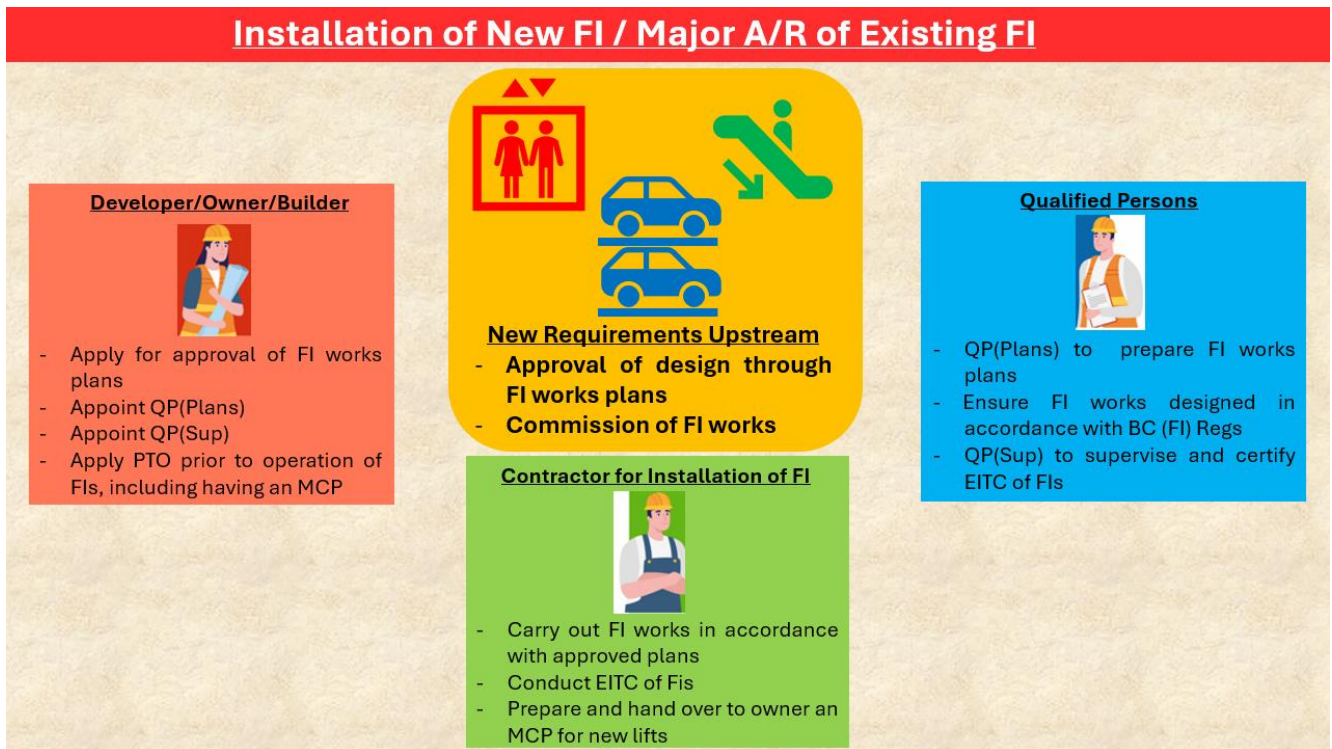 Installation of New FI / Major A/R of Existing FI
Developer/Owner/Builder
- Apply for approval of FI works
plans
- Appoint QP(Plans)
- Appoint QP(Sup)
- Apply PTO prior to operation of
FIs, including having an MCP
New Requirements Upstream
- Approval of design through
FI works plans
- Commission of FI works
Contractor for Installation of FI
- Carry out FI works in accordance
with approved plans
- Conduct EITC of Fis
- Prepare and hand over to owner an
MCP for new lifts
Qualified Persons
- QP(Plans) to prepare FI works
plans
- Ensure FI works designed in
accordance with BC (FI) Regs
- QP(Sup) to supervise and certify
EITC of FIs